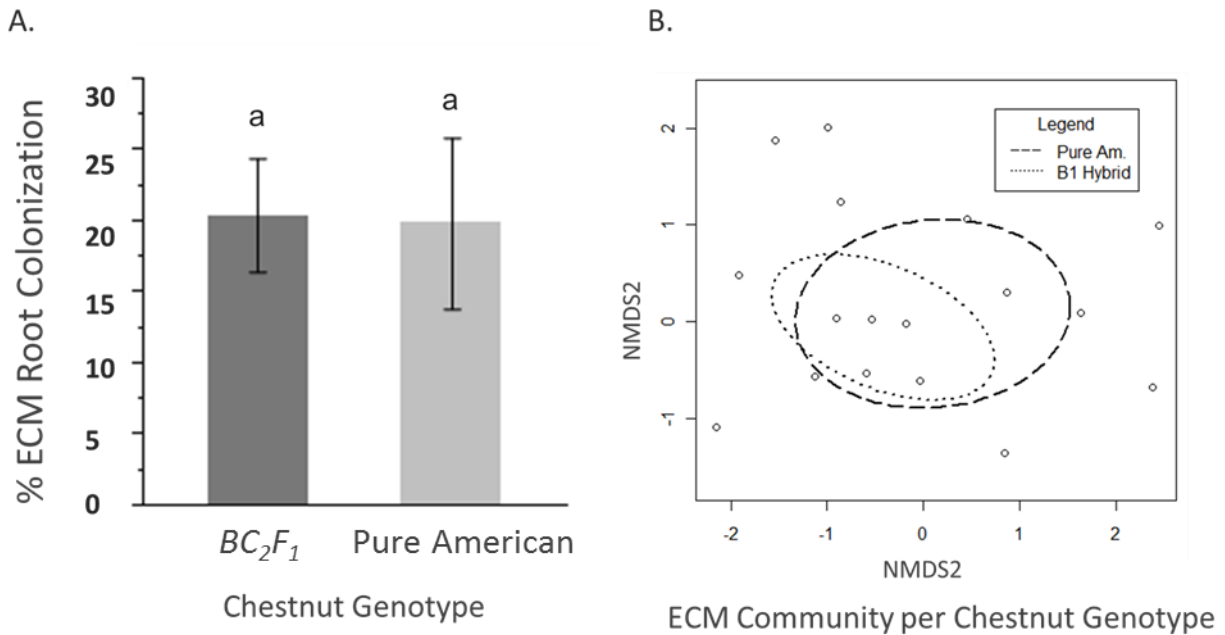 A.
% ECM Root Colonization
30
25
20
15
10
5
0
a
a
BC₂F₁
Pure American
Chestnut Genotype
B.
NMDS2
2
1
0
-1
Legend
Pure Am.
B1 Hybrid
-2 -1 0 1 2
NMDS2
ECM Community per Chestnut Genotype